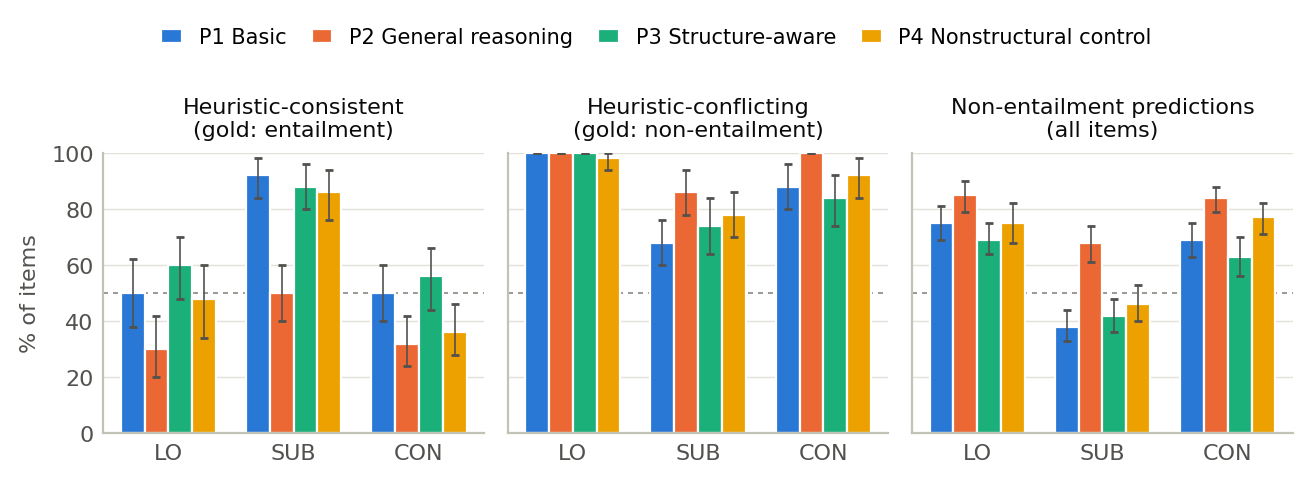 P1 Basic P2 General reasoning P3 Structure-aware P4 Nonstructural control
Heuristic-consistent
(gold: entailment)
Heuristic-conflicting
(gold: non-entailment)
Non-entailment predictions
(all items)
% of items
100
80
60
40
20
0
LO SUB CON
LO SUB CON
LO SUB CON